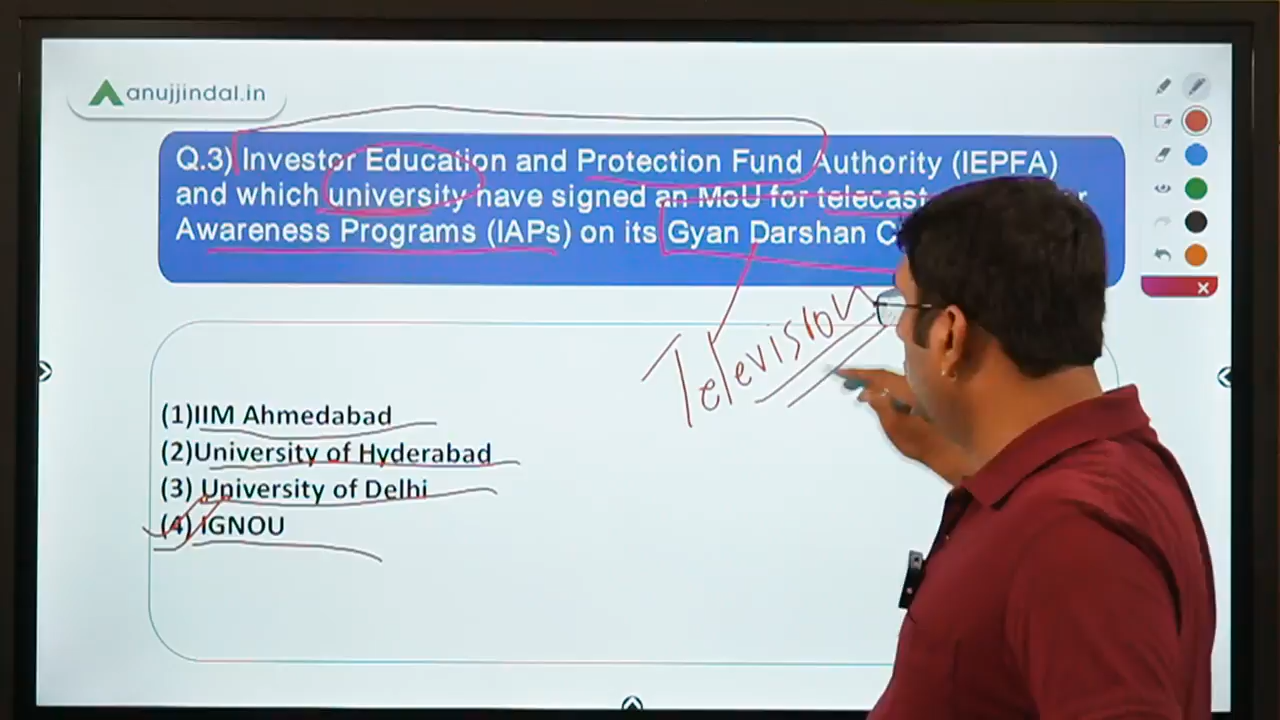 anujjindal.in
Q.3) Investor Education and Protection Fund Authority (IEPFA)
and which university have signed an MoU for telecast
Awareness Programs (IAPs) on its Gyan Darshan
Television
(1)IIM Ahmedabad
(2)University of Hyderabad
(3) University of Delhi
(4) IGNOU